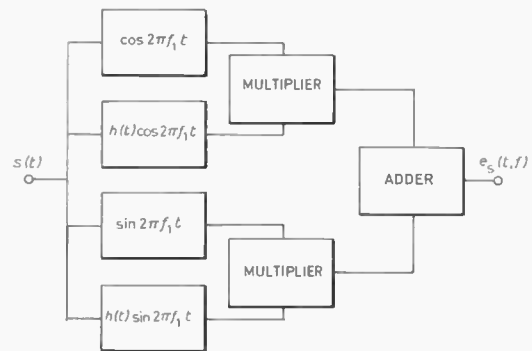 cos 2πf₁t
MULTIPLIER
h(t)cos 2πf₁t
s(t)
ADDER
eₛ(t,f)
sin 2πf₁t
MULTIPLIER
h(t)sin 2πf₁t